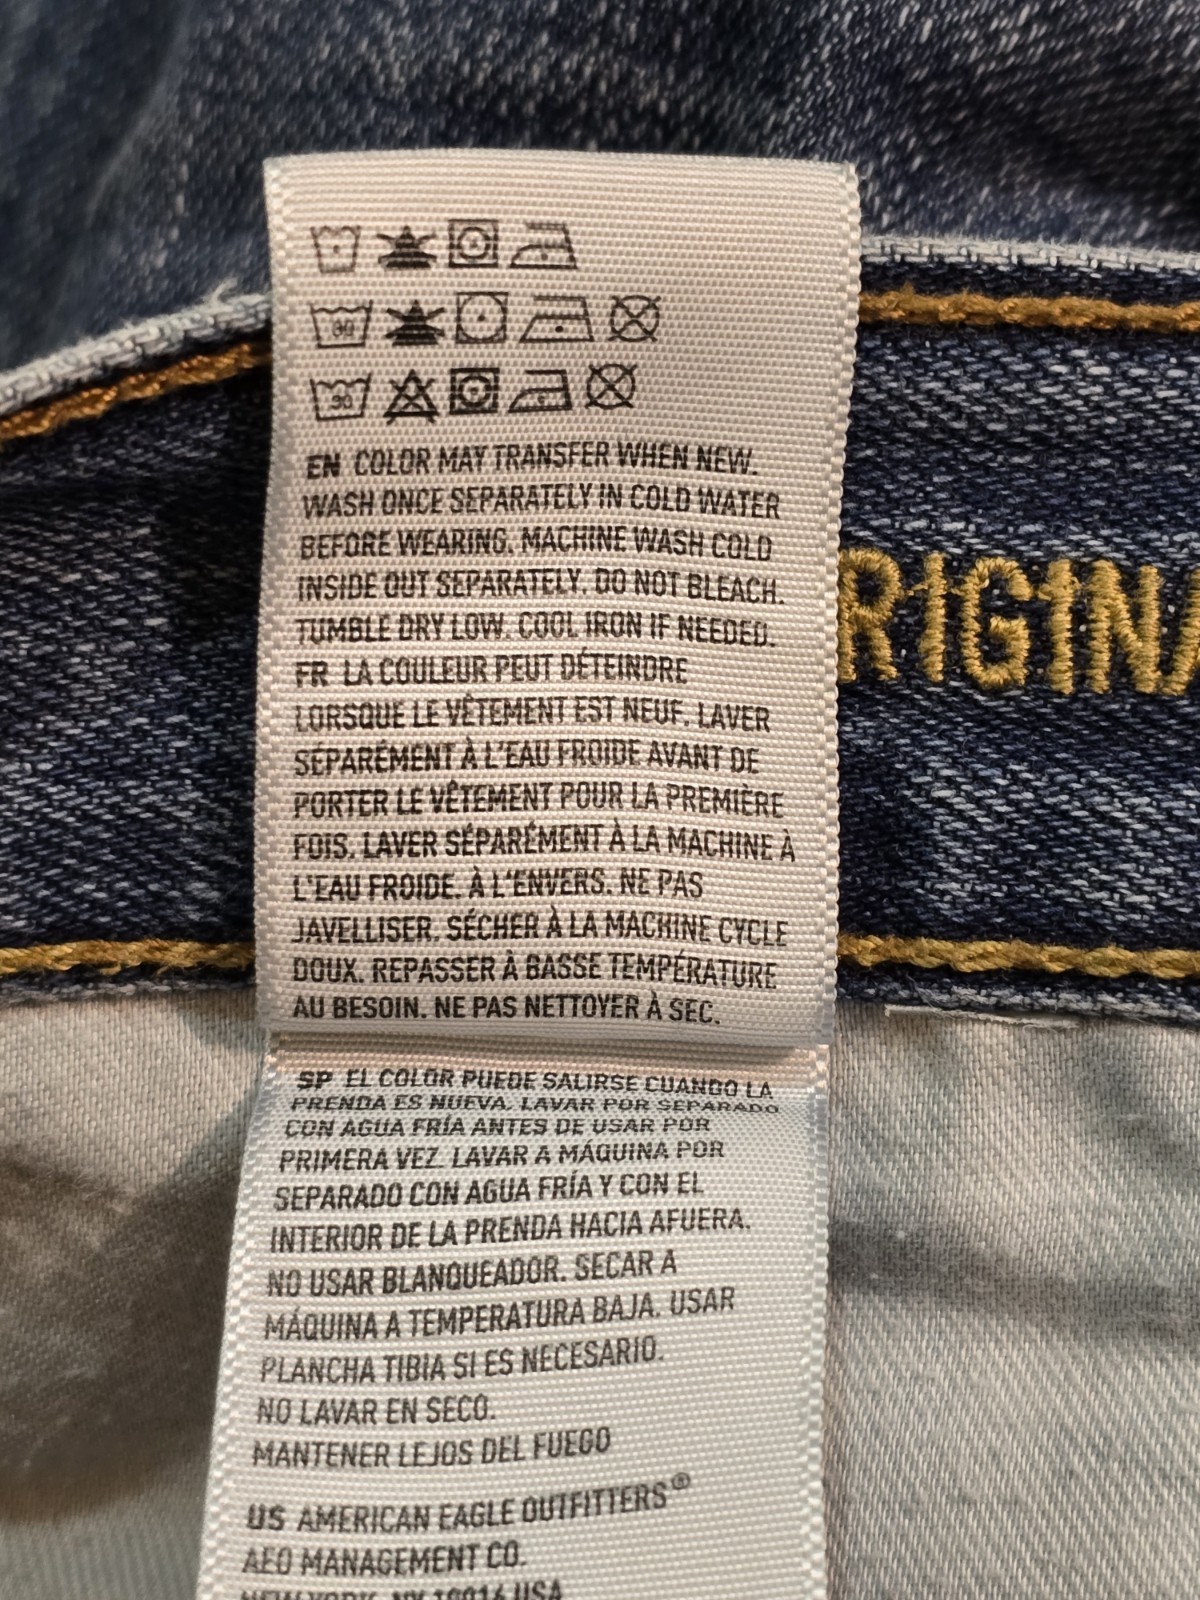 30
30
EN COLOR MAY TRANSFER WHEN NEW.
WASH ONCE SEPARATELY IN COLD WATER
BEFORE WEARING. MACHINE WASH COLD
INSIDE OUT SEPARATELY. DO NOT BLEACH.
TUMBLE DRY LOW. COOL IRON IF NEEDED.
FR LA COULEUR PEUT DÉTEINDRE
LORSQUE LE VÊTEMENT EST NEUF. LAVER
SÉPARÉMENT À L'EAU FROIDE AVANT DE
PORTER LE VÊTEMENT POUR LA PREMIÈRE
FOIS. LAVER SÉPARÉMENT À LA MACHINE À
L'EAU FROIDE. À L'ENVERS. NE PAS
JAVELLISER. SÉCHER À LA MACHINE CYCLE
DOUX. REPASSER À BASSE TEMPÉRATURE
AU BESOIN. NE PAS NETTOYER À SEC.
SP EL COLOR PUEDE SALIRSE CUANDO LA
PRENDA ES NUEVA. LAVAR POR SEPARADO
CON AGUA FRÍA ANTES DE USAR POR
PRIMERA VEZ. LAVAR A MÁQUINA POR
SEPARADO CON AGUA FRÍA Y CON EL
INTERIOR DE LA PRENDA HACIA AFUERA.
NO USAR BLANQUEADOR. SECAR A
MÁQUINA A TEMPERATURA BAJA. USAR
PLANCHA TIBIA SI ES NECESARIO.
NO LAVAR EN SECO.
MANTENER LEJOS DEL FUEGO
US AMERICAN EAGLE OUTFITTERS®
AEO MANAGEMENT CO.
NEW YORK, NY 10016 USA
RIGINA